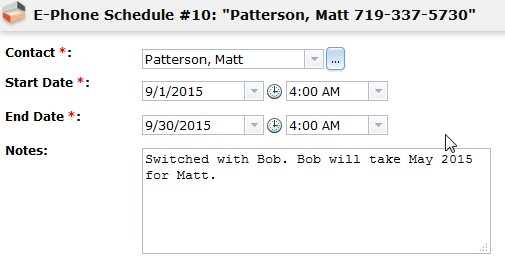 E-Phone Schedule #10: "Patterson, Matt 719-337-5730"
Contact *: Patterson, Matt ...
Start Date *: 9/1/2015 4:00 AM
End Date *: 9/30/2015 4:00 AM
Notes: Switched with Bob. Bob will take May 2015
for Matt.